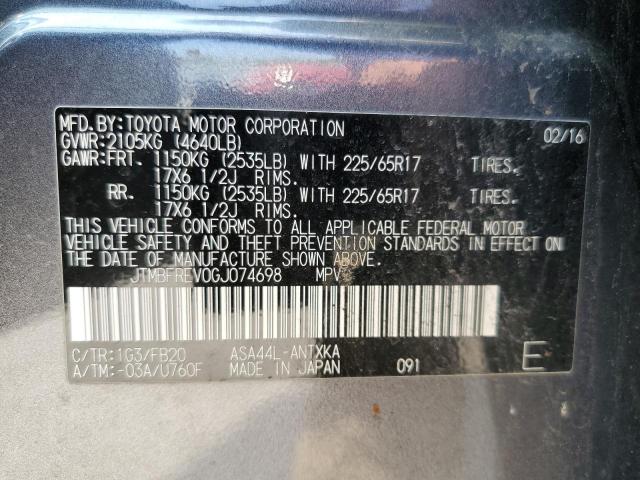 MFD.BY:TOYOTA MOTOR CORPORATION 02/16
GVWR:2105KG (4640LB)
GAWR:FRT. 1150KG (2535LB) WITH 225/65R17 TIRES.
17X6 1/2J RIMS.
RR. 1150KG (2535LB) WITH 225/65R17 TIRES.
17X6 1/2J RIMS.
THIS VEHICLE CONFORMS TO ALL APPLICABLE FEDERAL MOTOR
VEHICLE SAFETY AND THEFT PREVENTION STANDARDS IN EFFECT ON
THE DATE OF MANUFACTURE SHOWN ABOVE.
JTMBFREV0GJ074698 MPV
C/TR:1G3/FB20 ASA44L-ANTXKA
A/TM:-03A/U760F MADE IN JAPAN 091 E